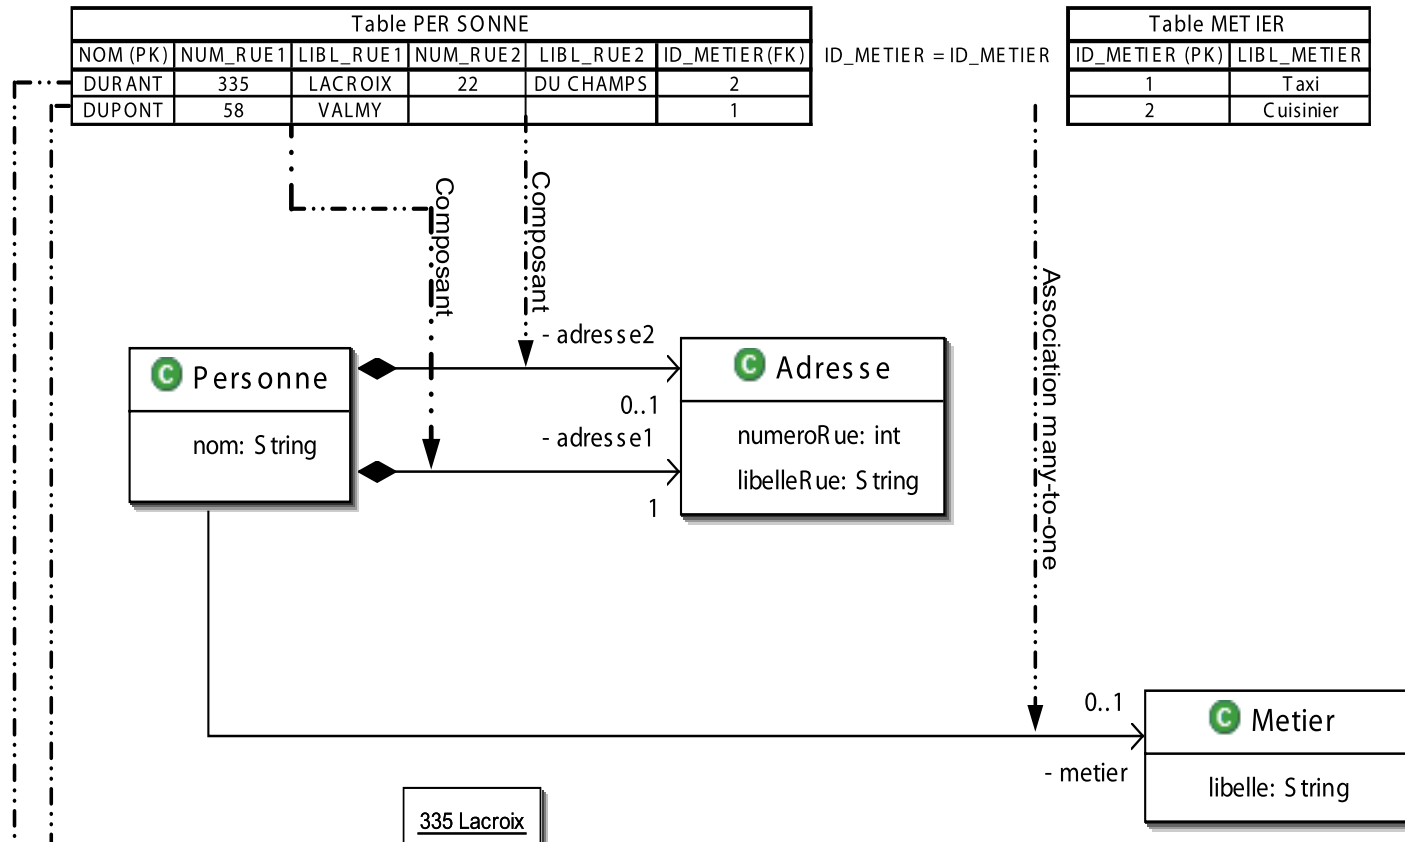 Table PERSONNE
Table METIER
NOM (PK) NUM_RUE1 LIBL_RUE1 NUM_RUE2 LIBL_RUE2 ID_METIER(FK)
ID_METIER = ID_METIER
ID_METIER (PK) LIBL_METIER
DURANT 335 LACROIX 22 DU CHAMPS 2
1 Taxi
DUPONT 58 VALMY 1
2 Cuisinier
Composant
Composant
Association many-to-one
- adresse2
Personne
Adresse
0..1
nom: String
- adresse1
numeroRue: int
libelleRue: String
1
0..1
Metier
- metier
libelle: String
335 Lacroix